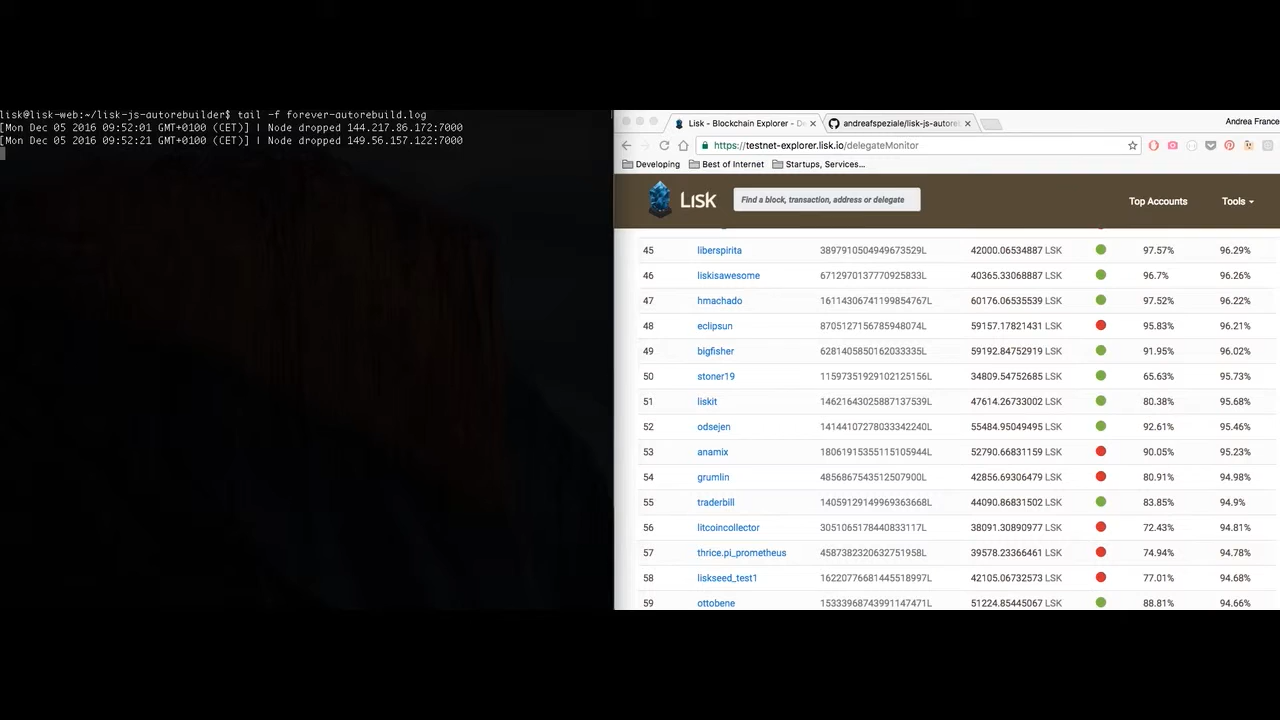 lisk@lisk-web:~/lisk-js-autorebuilder$ tail -f forever-autorebuild.log
[Mon Dec 05 2016 09:52:01 GMT+0100 (CET)] | Node dropped 144.217.86.172:7000
[Mon Dec 05 2016 09:52:21 GMT+0100 (CET)] | Node dropped 149.56.157.122:7000
Lisk - Blockchain Explorer - De
andreafspeziale/lisk-js-autoreb
Andrea France
https://testnet-explorer.lisk.io/delegateMonitor
Developing Best of Internet Startups, Services...
Lisk
Find a block, transaction, address or delegate
Top Accounts
Tools
45 liberspirita 3897910504949673529L 42000.06534887 LSK 97.57% 96.29%
46 liskisawesome 6712970137770925833L 40365.33068887 LSK 96.7% 96.26%
47 hmachado 16114306741199854767L 60176.06535539 LSK 97.52% 96.22%
48 eclipsun 8705127156785948074L 59157.17821431 LSK 95.83% 96.21%
49 bigfisher 6281405850162033335L 59192.84752919 LSK 91.95% 96.02%
50 stoner19 11597351929102125156L 34809.54752685 LSK 65.63% 95.73%
51 liskit 14621643025887137539L 47614.26733002 LSK 80.38% 95.68%
52 odsejen 14144107278033342240L 55484.95049495 LSK 92.61% 95.46%
53 anamix 18061915355115105944L 52790.66831159 LSK 90.05% 95.23%
54 grumlin 4856867543512507900L 42856.69306479 LSK 80.91% 94.98%
55 traderbill 14059129149969363668L 44090.86831502 LSK 83.85% 94.9%
56 litcoincollector 3051065178440833117L 38091.30890977 LSK 72.43% 94.81%
57 thrice.pi_prometheus 4587382320632751958L 39578.23366461 LSK 74.94% 94.78%
58 liskseed_test1 16220776681445518997L 42105.06732573 LSK 77.01% 94.68%
59 ottobene 15333968743991147471L 51224.85445067 LSK 88.81% 94.66%